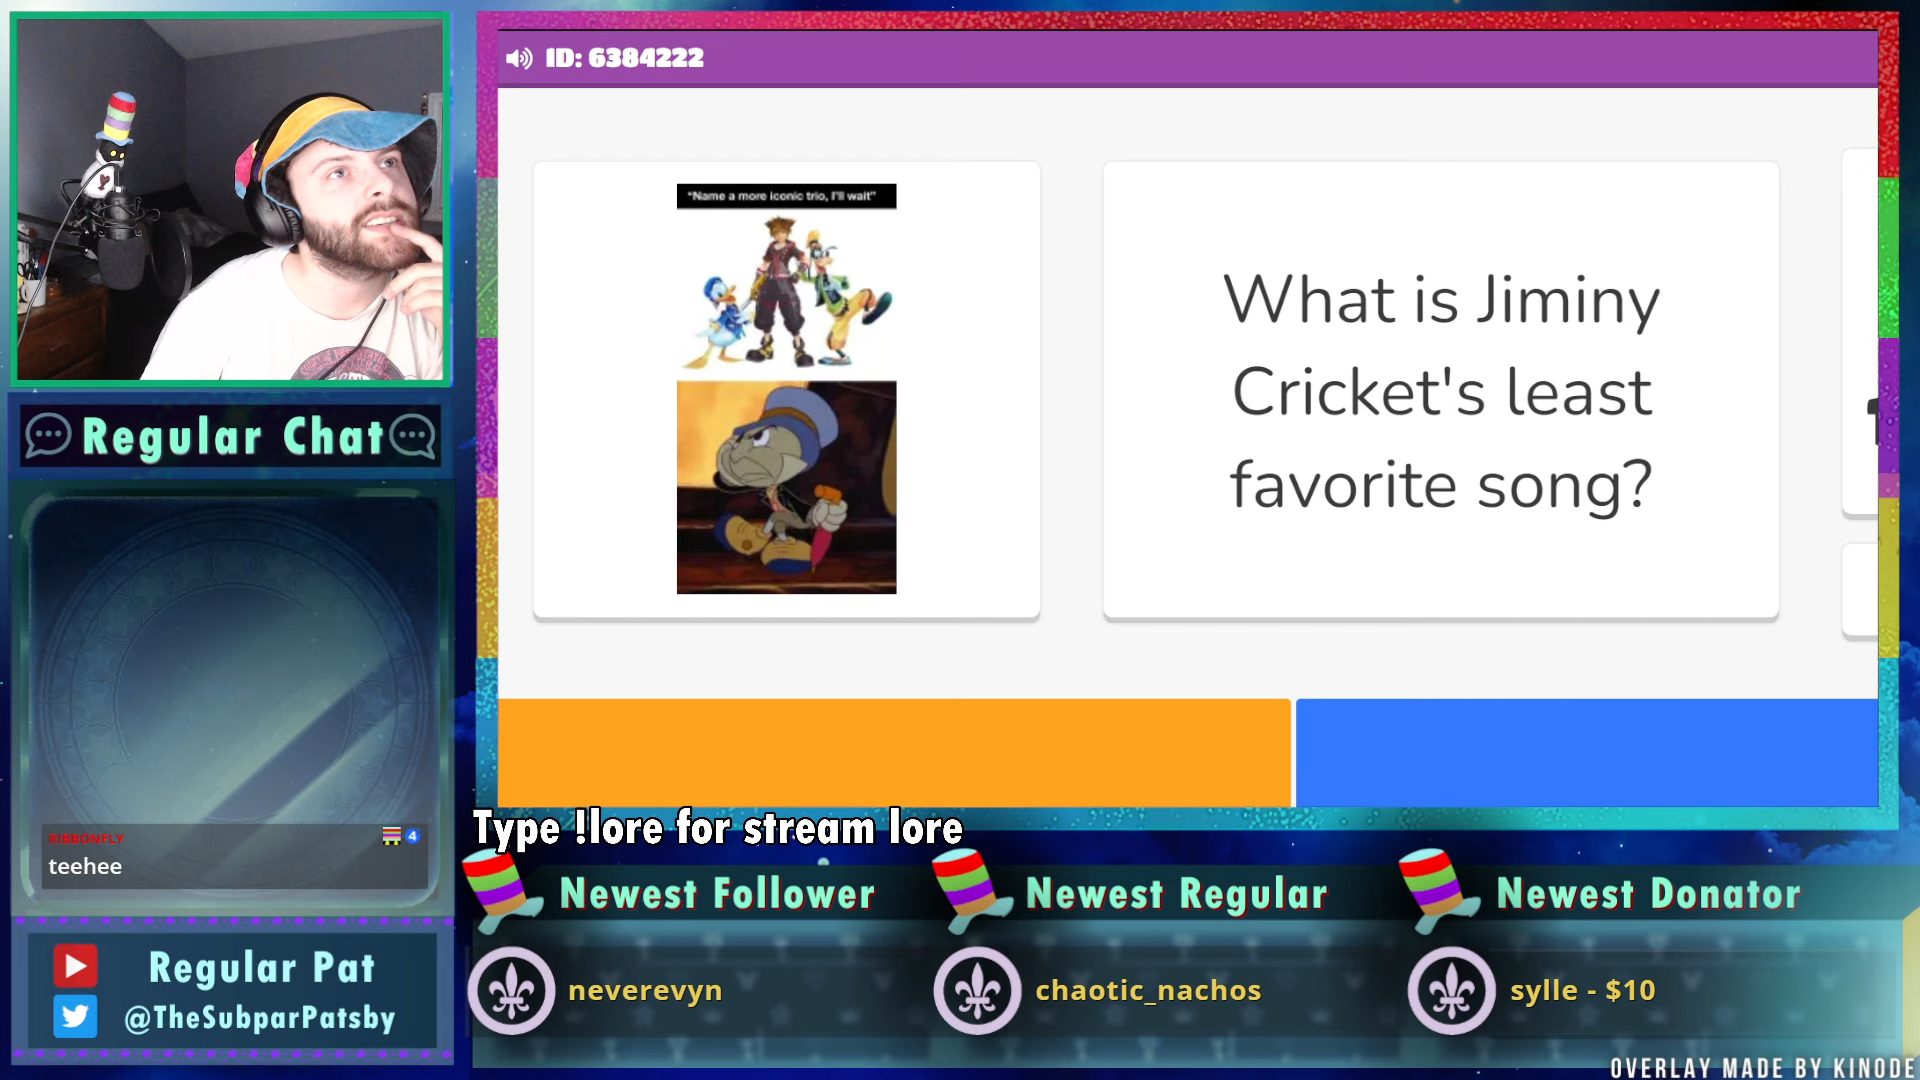 ID: 6384222
"Name a more iconic trio, I'll wait"
What is Jiminy
Cricket's least
favorite song?
Regular Chat
RIBBONFLY
4
teehee
Regular Pat
@TheSubparPatsby
Type !lore for stream lore
Newest Follower
neverevyn
Newest Regular
chaotic_nachos
Newest Donator
sylle - $10
OVERLAY MADE BY KINODE